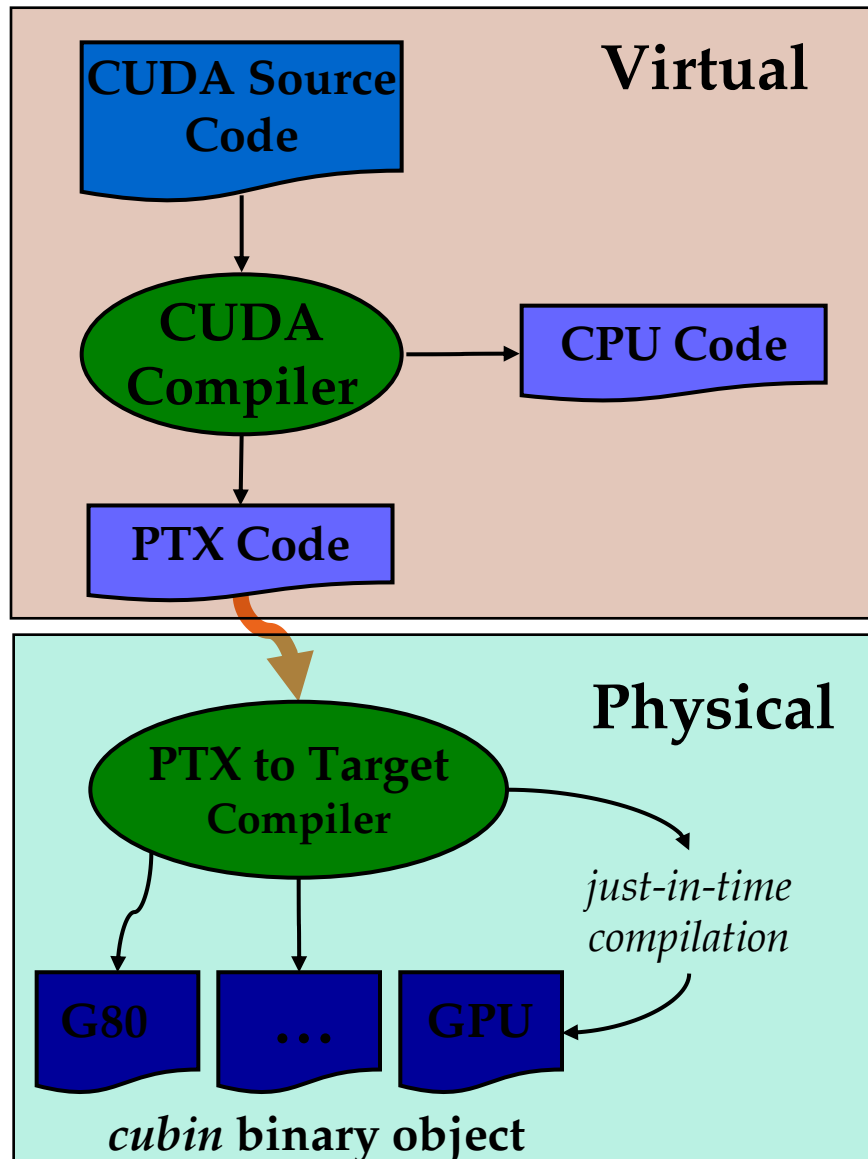 Virtual
CUDA Source
Code
CUDA
Compiler
CPU Code
PTX Code
Physical
PTX to Target
Compiler
just-in-time
compilation
G80
...
GPU
cubin binary object